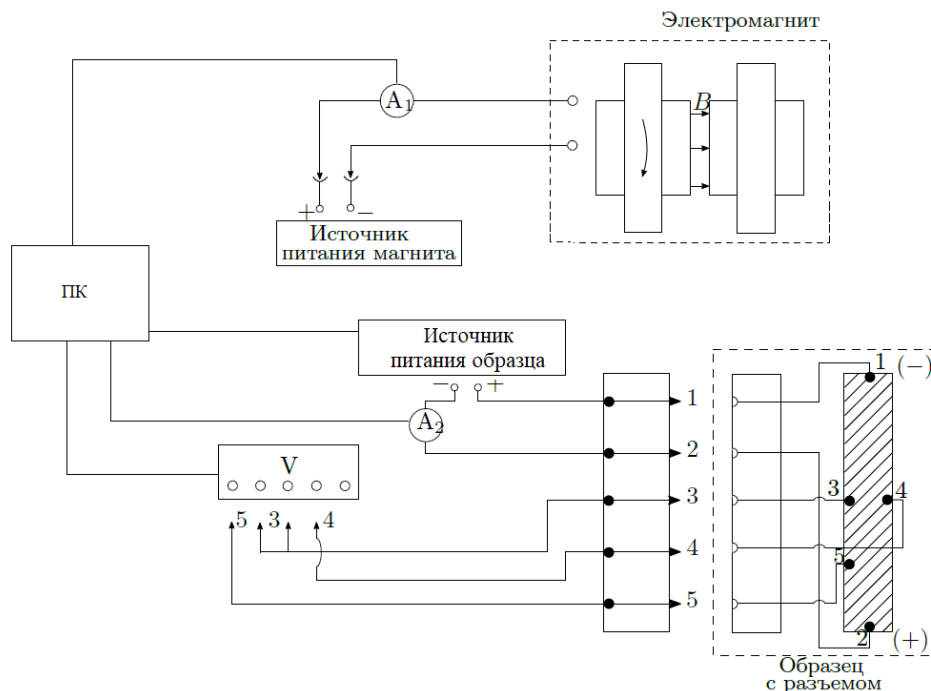 Электромагнит
A1
B
+ −
Источник
питания магнита
ПК
Источник
питания образца
− +
A2
V
5 3 4
1
2
3
4
5
1 (−)
3 4
5
2 (+)
Образец
с разъемом